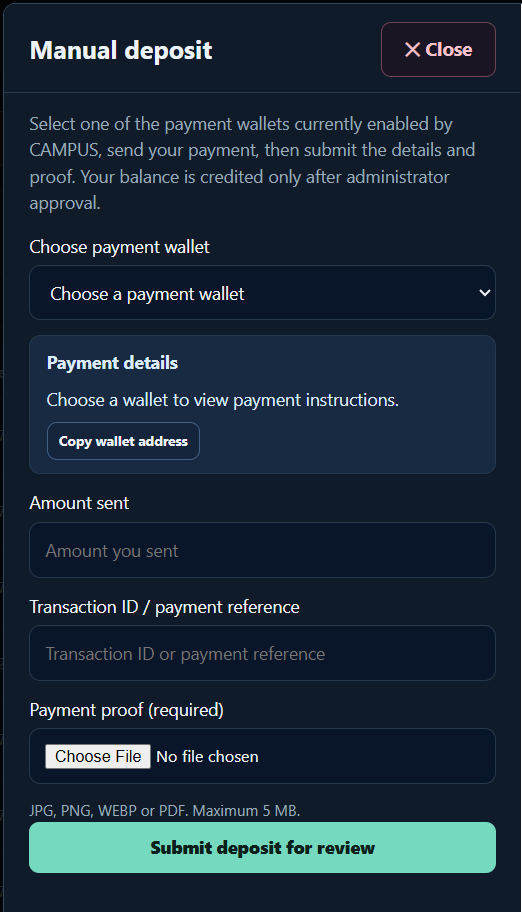 Manual deposit
✕ Close
Select one of the payment wallets currently enabled by
CAMPUS, send your payment, then submit the details and
proof. Your balance is credited only after administrator
approval.
Choose payment wallet
Choose a payment wallet
Payment details
Choose a wallet to view payment instructions.
Copy wallet address
Amount sent
Amount you sent
Transaction ID / payment reference
Transaction ID or payment reference
Payment proof (required)
Choose File No file chosen
JPG, PNG, WEBP or PDF. Maximum 5 MB.
Submit deposit for review